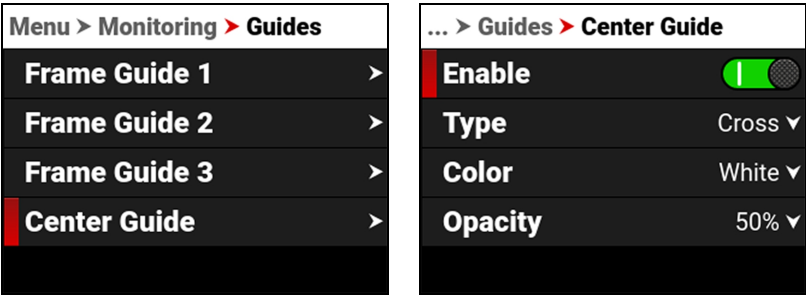 Menu > Monitoring > Guides
Frame Guide 1
Frame Guide 2
Frame Guide 3
Center Guide
... > Guides > Center Guide
Enable
Type Cross
Color White
Opacity 50%